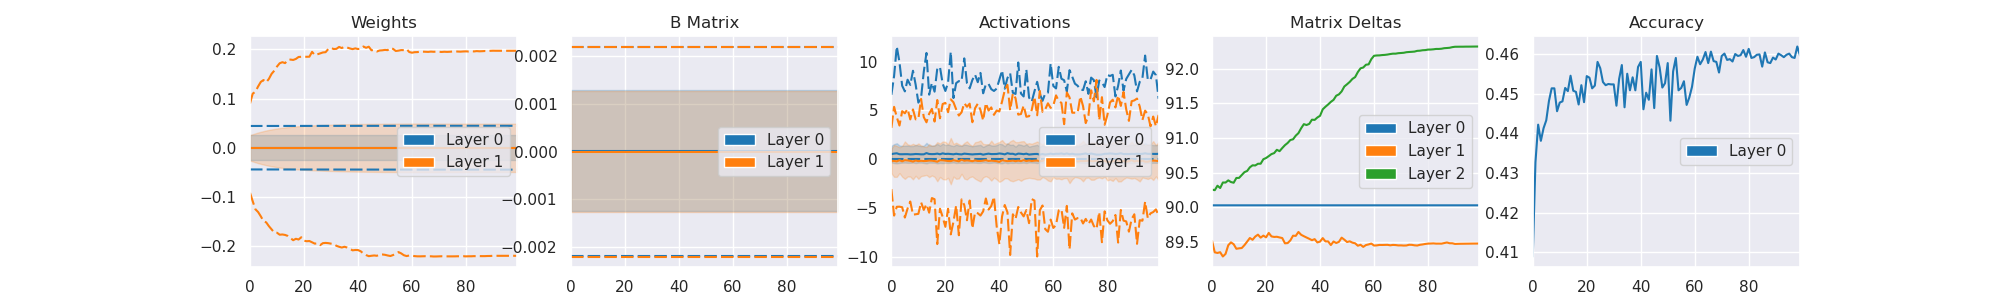 Weights
0.2
0.1
0.0
−0.1
−0.2
0 20 40 60 80
Layer 0
Layer 1
B Matrix
0.002
0.001
0.000
−0.001
−0.002
0 20 40 60 80
Layer 0
Layer 1
Activations
10
5
0
−5
−10
0 20 40 60 80
Layer 0
Layer 1
Matrix Deltas
92.0
91.5
91.0
90.5
90.0
89.5
0 20 40 60 80
Layer 0
Layer 1
Layer 2
Accuracy
0.46
0.45
0.44
0.43
0.42
0.41
0 20 40 60 80
Layer 0